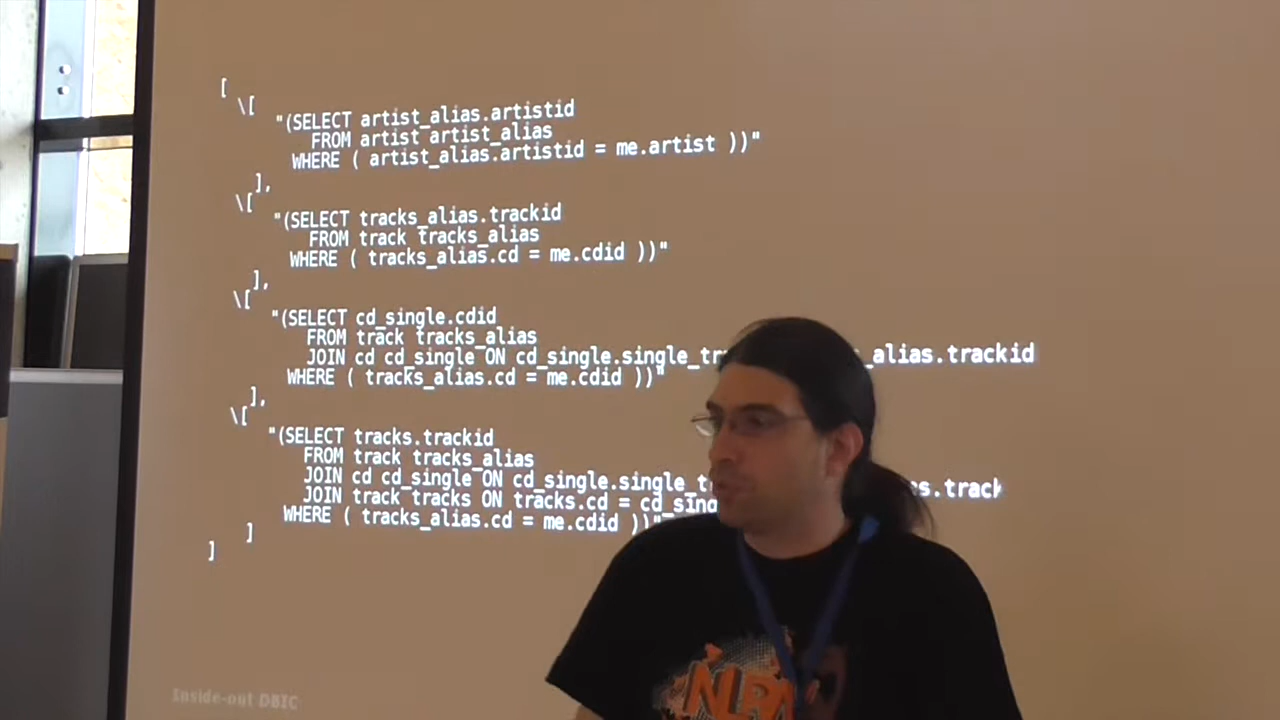 [
\[
"(SELECT artist_alias.artistid
FROM artist artist_alias
WHERE ( artist_alias.artistid = me.artist ))"
],
\[
"(SELECT tracks_alias.trackid
FROM track tracks_alias
WHERE ( tracks_alias.cd = me.cdid ))"
],
\[
"(SELECT cd_single.cdid
FROM track tracks_alias
JOIN cd cd_single ON cd_single.single_tr _alias.trackid
WHERE ( tracks_alias.cd = me.cdid ))"
],
\[
"(SELECT tracks.trackid
FROM track tracks_alias
JOIN cd cd_single ON cd_single.single_t s.track
JOIN track tracks ON tracks.cd = cd_sing
WHERE ( tracks_alias.cd = me.cdid ))"
]
]
Inside-out DBIC